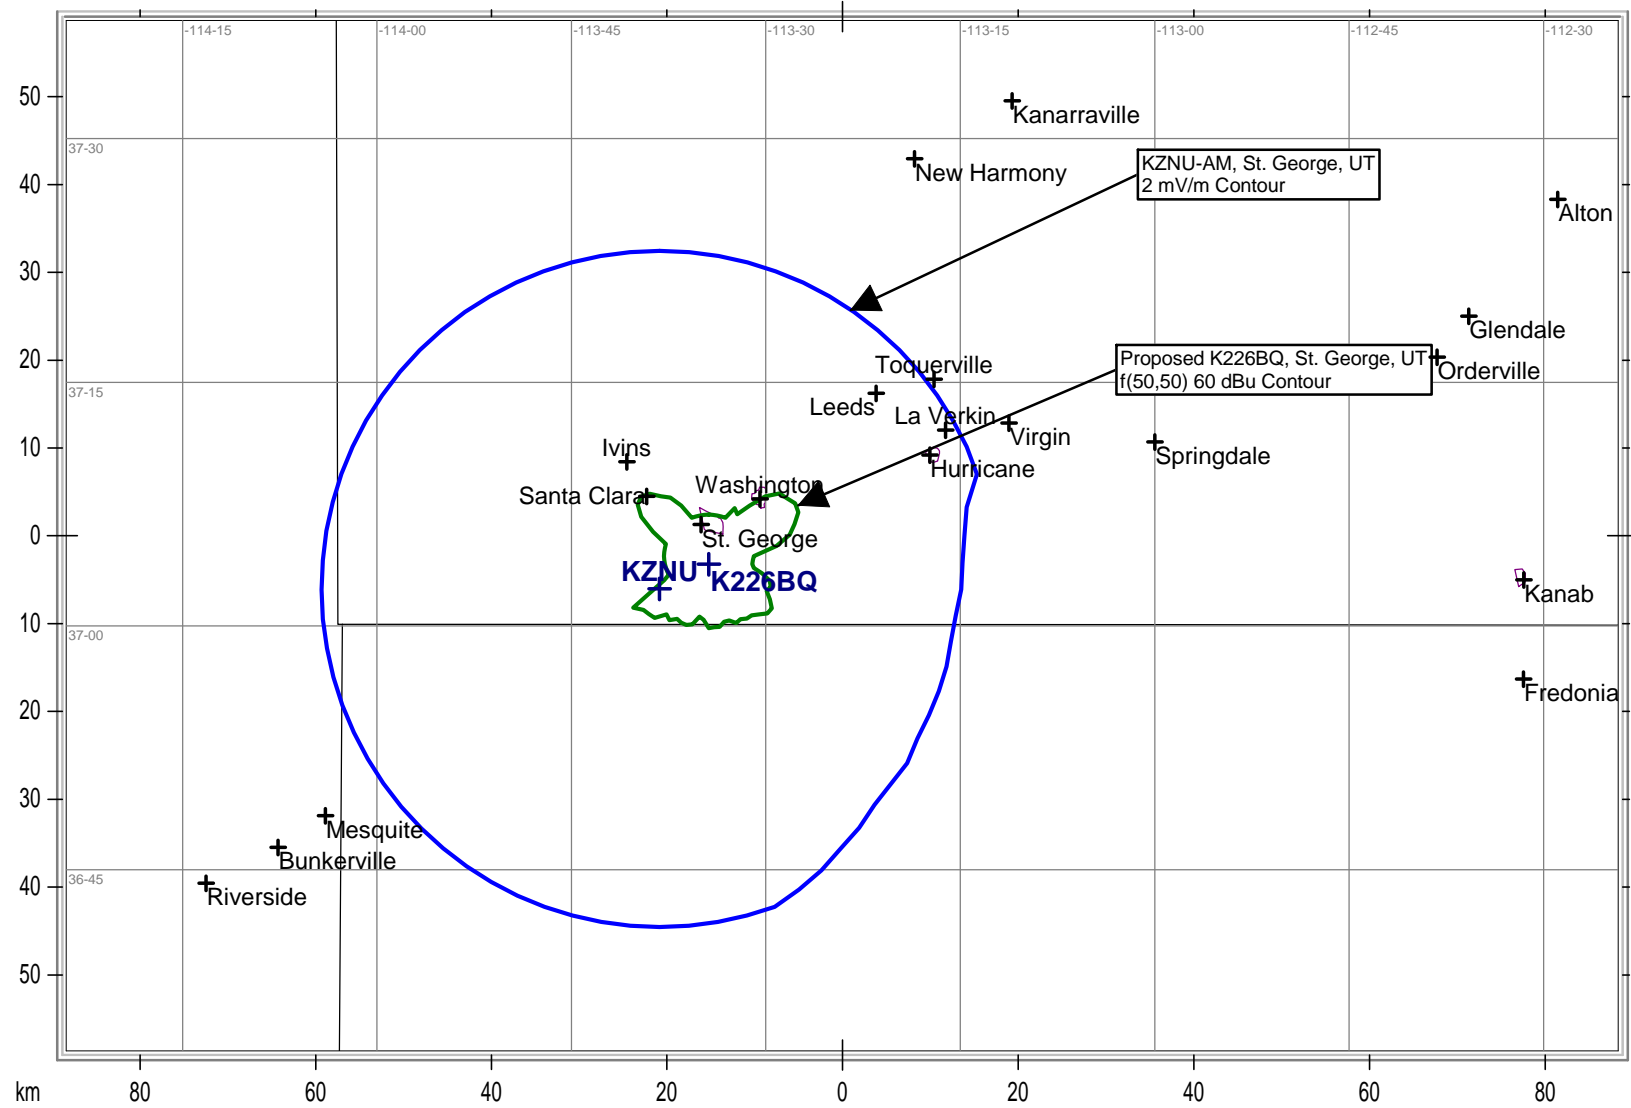 -114-15
-114-00
-113-45
-113-30
-113-15
-113-00
-112-45
-112-30
50
Kanarraville
37-30
KZNU-AM, St. George, UT
2 mV/m Contour
New Harmony
40
Alton
30
Glendale
20
Toquerville
Proposed K226BQ, St. George, UT
f(50,50) 60 dBu Contour
Orderville
37-15
Leeds
La Verkin
Virgin
10
Ivins
Springdale
Hurricane
Washington
Santa Clara
0
St. George
KZNU
K226BQ
Kanab
10
37-00
Fredonia
20
30
Mesquite
Bunkerville
36-45
40
Riverside
50
km
80
60
40
20
0
20
40
60
80